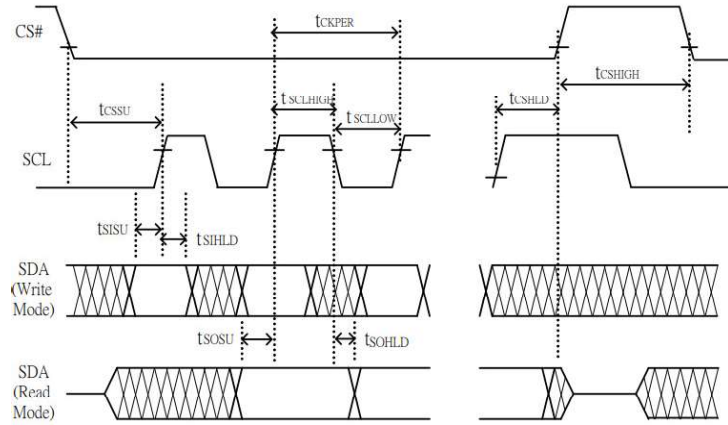 CS#
tCKPER
tCSHIGH
tSCLHIGH
tCSHLD
tCSSU
tSCLLOW
SCL
tSISU
tSIHLD
SDA
(Write
Mode)
tSOSU
tSOHLD
SDA
(Read
Mode)